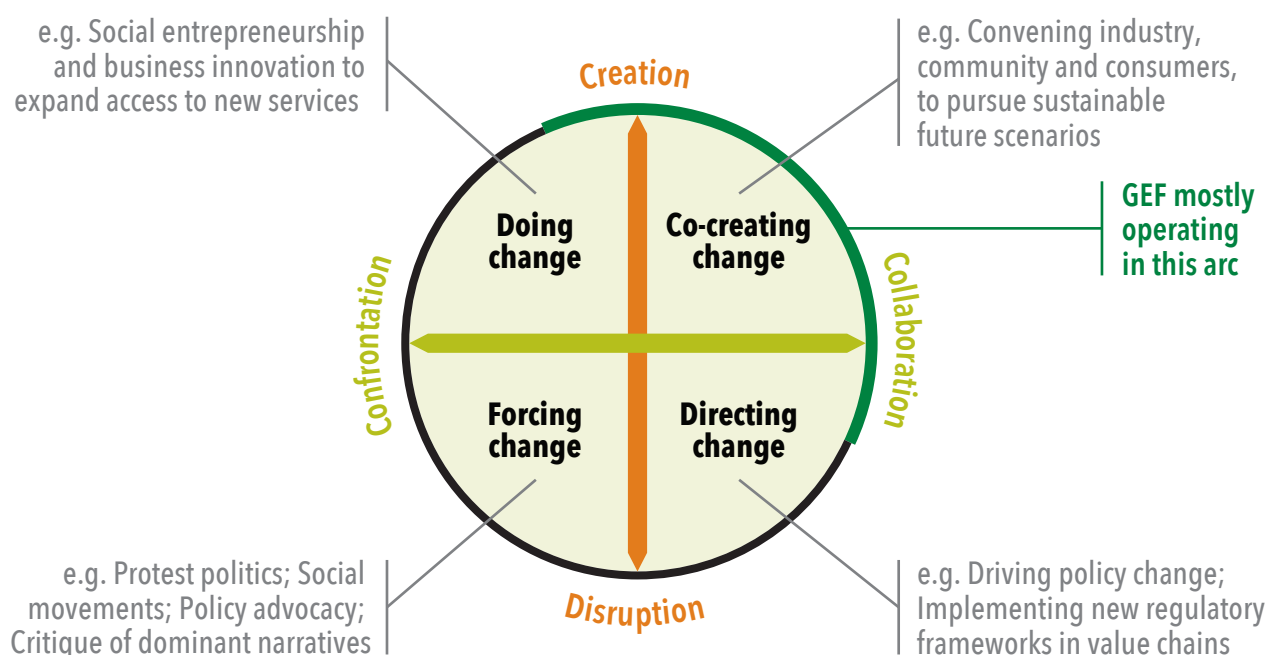 e.g. Social entrepreneurship
and business innovation to
expand access to new services
Creation
e.g. Convening industry,
community and consumers,
to pursue sustainable
future scenarios
GEF mostly
operating
in this arc
Doing
change
Co-creating
change
Confrontation
Collaboration
Forcing
change
Directing
change
Disruption
e.g. Protest politics; Social
movements; Policy advocacy;
Critique of dominant narratives
e.g. Driving policy change;
Implementing new regulatory
frameworks in value chains